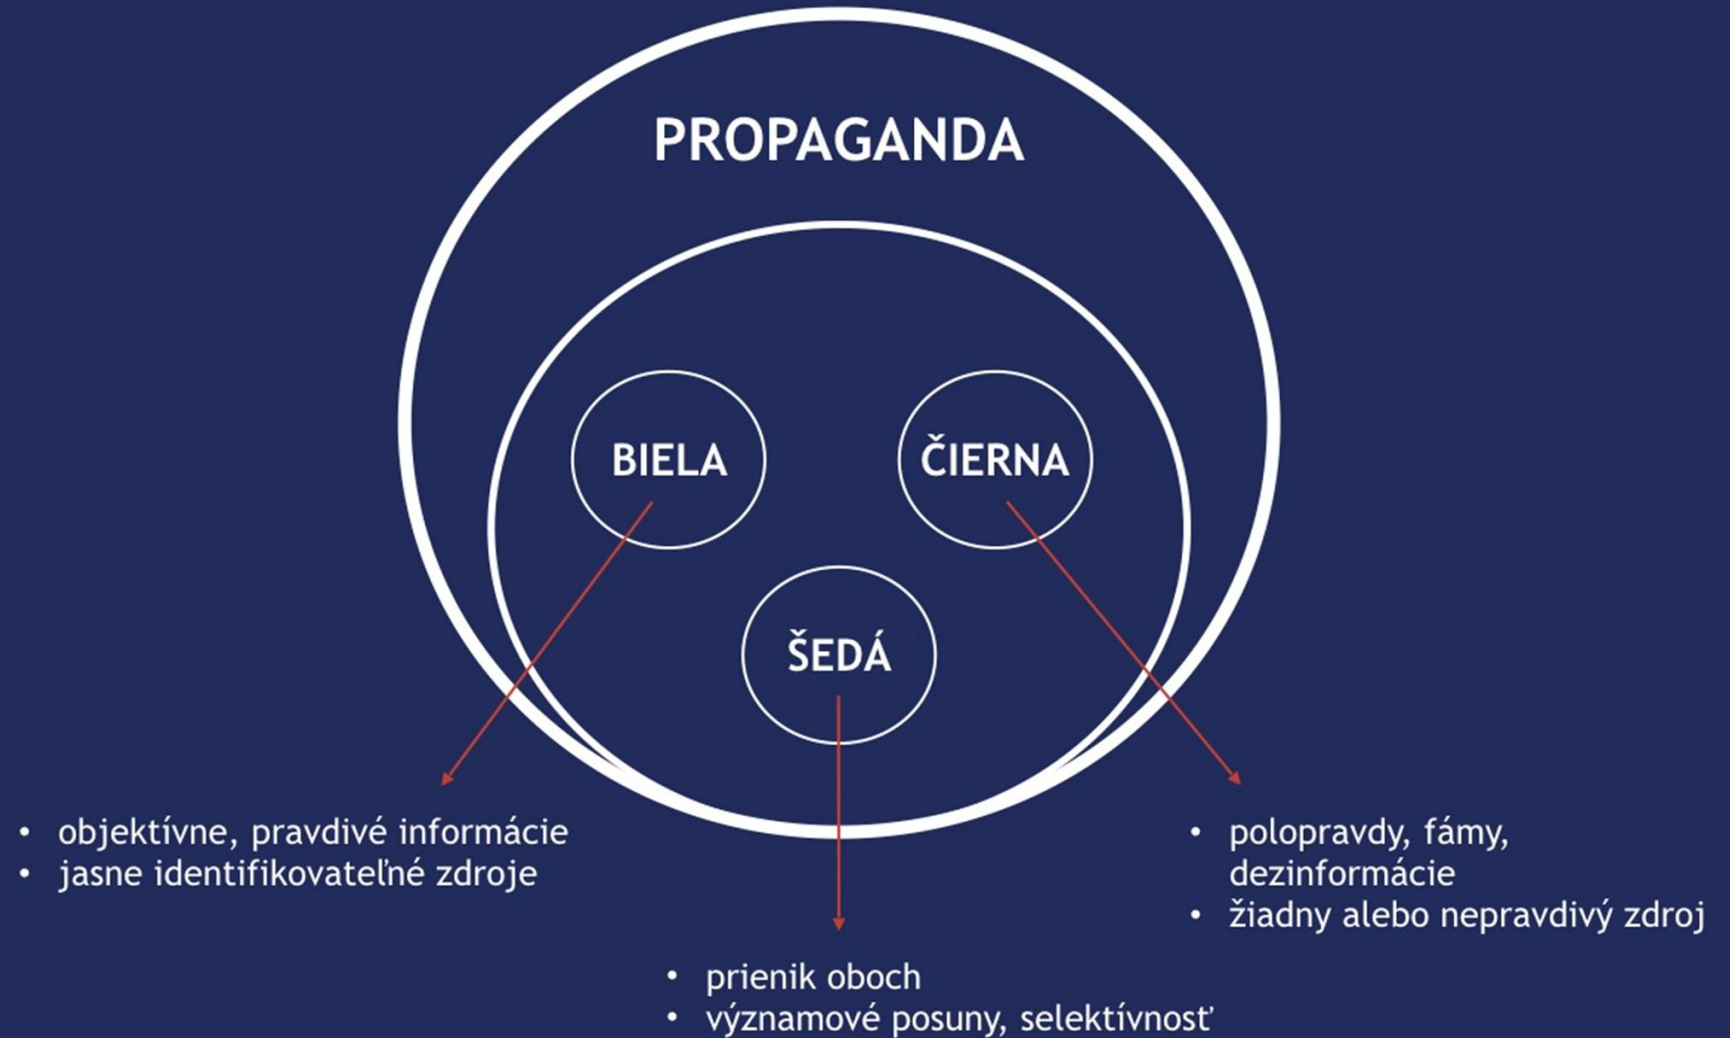 PROPAGANDA
BIELA
ČIERNA
ŠEDÁ
• objektívne, pravdivé informácie
• jasne identifikovateľné zdroje
• polopravdy, fámy,
dezinformácie
• žiadny alebo nepravdivý zdroj
• prienik oboch
• významové posuny, selektívnosť